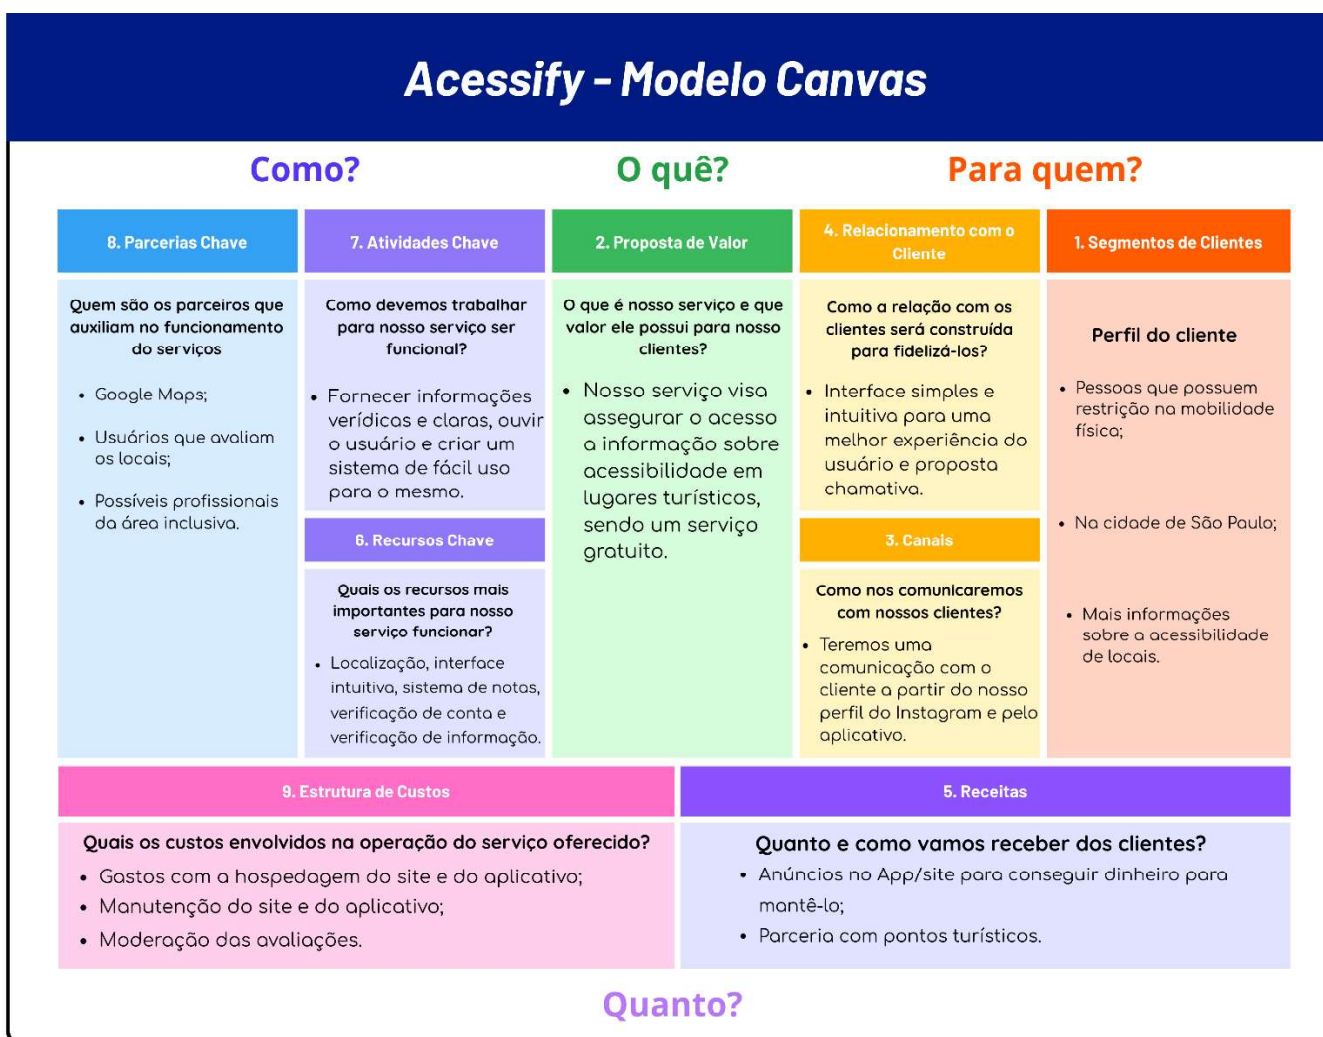 Acessify - Modelo Canvas
Como?
O quê?
Para quem?
8. Parcerias Chave
Quem são os parceiros que
auxiliam no funcionamento
do serviços
• Google Maps;
• Usuários que avaliam
os locais;
• Possíveis profissionais
da área inclusiva.
7. Atividades Chave
Como devemos trabalhar
para nosso serviço ser
funcional?
• Fornecer informações
verídicas e claras, ouvir
o usuário e criar um
sistema de fácil uso
para o mesmo.
6. Recursos Chave
Quais os recursos mais
importantes para nosso
serviço funcionar?
• Localização, interface
intuitiva, sistema de notas,
verificação de conta e
verificação de informação.
2. Proposta de Valor
O que é nosso serviço e que
valor ele possui para nosso
clientes?
• Nosso serviço visa
assegurar o acesso
a informação sobre
acessibilidade em
lugares turísticos,
sendo um serviço
gratuito.
4. Relacionamento com o
Cliente
Como a relação com os
clientes será construída
para fidelizá-los?
• Interface simples e
intuitiva para uma
melhor experiência do
usuário e proposta
chamativa.
3. Canais
Como nos comunicaremos
com nossos clientes?
• Teremos uma
comunicação com o
cliente a partir do nosso
perfil do Instagram e pelo
aplicativo.
1. Segmentos de Clientes
Perfil do cliente
• Pessoas que possuem
restrição na mobilidade
física;
• Na cidade de São Paulo;
• Mais informações
sobre a acessibilidade
de locais.
9. Estrutura de Custos
Quais os custos envolvidos na operação do serviço oferecido?
• Gastos com a hospedagem do site e do aplicativo;
• Manutenção do site e do aplicativo;
• Moderação das avaliações.
5. Receitas
Quanto e como vamos receber dos clientes?
• Anúncios no App/site para conseguir dinheiro para
mantê-lo;
• Parceria com pontos turísticos.
Quanto?